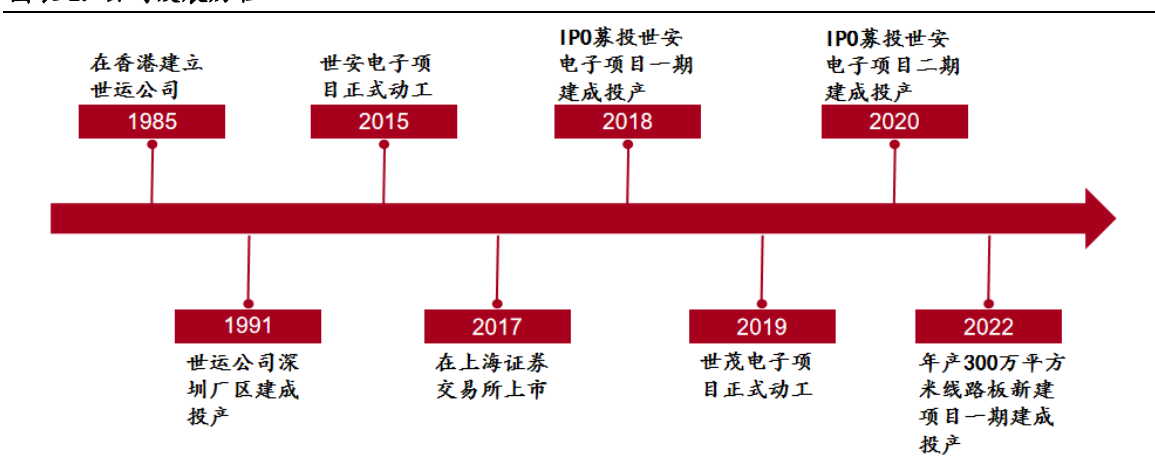 在香港建立
世运公司
1985
世运公司深
圳厂区建成
投产
1991
世安电子项
目正式动工
2015
在上海证券
交易所上市
2017
IPO募投世安
电子项目一期
建成投产
2018
世茂电子项
目正式动工
2019
IPO募投世安
电子项目二期
建成投产
2020
年产300万平方
米线路板新建
项目一期建成
投产
2022